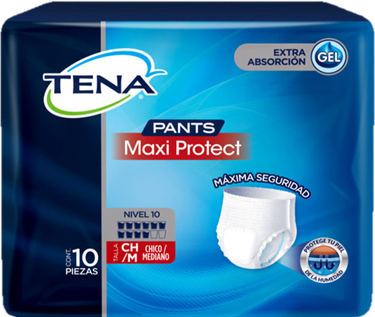 EXTRA
ABSORCIÓN
GEL
TENA
PANTS
Maxi Protect
MÁXIMA SEGURIDAD
NIVEL 10
CONT. 10
PIEZAS
TALLA CH
/M
CHICO /
MEDIANO
PROTEGE TU PIEL
DE LA HUMEDAD